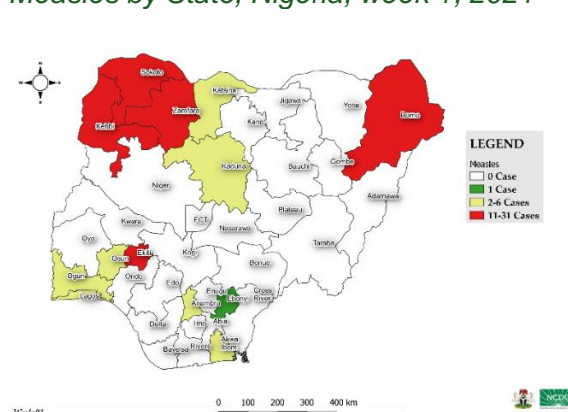 Measles by State, Nigeria, week 1, 2021
Sokoto
Katsina
Zamfara
Jigawa
Yobe
Borno
Kebbi
Kano
Kaduna
Bauchi
Gombe
Niger
Adamawa
Plateau
FCT
Kwara
Nasarawa
Taraba
Oyo
Ekiti
Kogi
Osun
Benue
Ogun
Ondo
Edo
Enugu
Cross
River
Lagos
Anambra
Ebony
Delta
Imo
Abia
Bayelsa
Rivers
Akwa
Ibom
LEGEND
Measles
0 Case
1 Case
2-6 Cases
11-31 Cases
0 100 200 300 400 km
NCDC